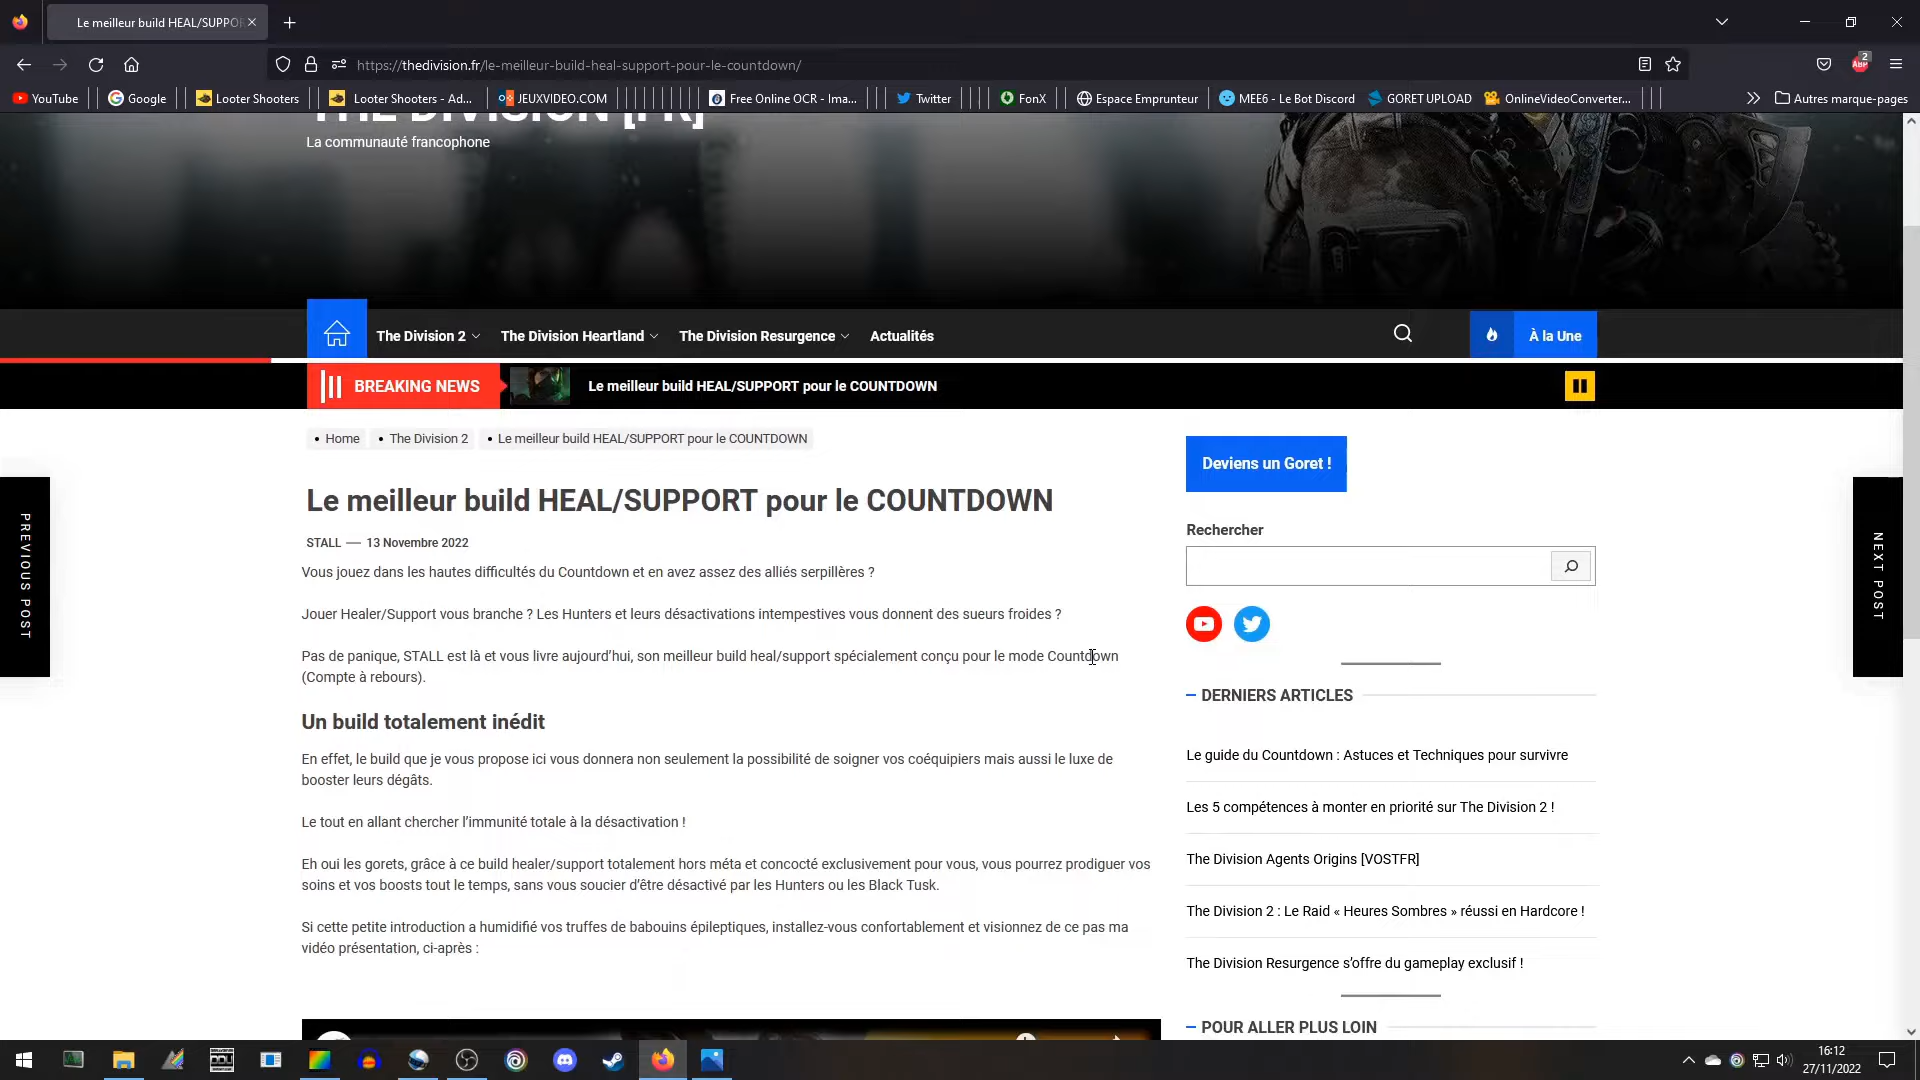 Le meilleur build HEAL/SUPPO
https://thedivision.fr/le-meilleur-build-heal-support-pour-le-countdown/
2
ABP
YouTube
Google
Looter Shooters
Looter Shooters - Ad...
JEUXVIDEO.COM
Free Online OCR - Ima...
Twitter
FonX
Espace Emprunteur
MEE6 - Le Bot Discord
GORET UPLOAD
OnlineVideoConverter...
Autres marque-pages
THE DIVISION [FR]
La communauté francophone
The Division 2
The Division Heartland
The Division Resurgence
Actualités
À la Une
BREAKING NEWS
Le meilleur build HEAL/SUPPORT pour le COUNTDOWN
Home
The Division 2
Le meilleur build HEAL/SUPPORT pour le COUNTDOWN
Le meilleur build HEAL/SUPPORT pour le COUNTDOWN
STALL — 13 Novembre 2022
Vous jouez dans les hautes difficultés du Countdown et en avez assez des alliés serpillères ?
Jouer Healer/Support vous branche ? Les Hunters et leurs désactivations intempestives vous donnent des sueurs froides ?
Pas de panique, STALL est là et vous livre aujourd'hui, son meilleur build heal/support spécialement conçu pour le mode Countdown
(Compte à rebours).
Un build totalement inédit
En effet, le build que je vous propose ici vous donnera non seulement la possibilité de soigner vos coéquipiers mais aussi le luxe de
booster leurs dégâts.
Le tout en allant chercher l'immunité totale à la désactivation !
Eh oui les gorets, grâce à ce build healer/support totalement hors méta et concocté exclusivement pour vous, vous pourrez prodiguer vos
soins et vos boosts tout le temps, sans vous soucier d'être désactivé par les Hunters ou les Black Tusk.
Si cette petite introduction a humidifié vos truffes de babouins épileptiques, installez-vous confortablement et visionnez de ce pas ma
vidéo présentation, ci-après :
PREVIOUS POST
NEXT POST
Deviens un Goret !
Rechercher
DERNIERS ARTICLES
Le guide du Countdown : Astuces et Techniques pour survivre
Les 5 compétences à monter en priorité sur The Division 2 !
The Division Agents Origins [VOSTFR]
The Division 2 : Le Raid « Heures Sombres » réussi en Hardcore !
The Division Resurgence s'offre du gameplay exclusif !
POUR ALLER PLUS LOIN
16:12
27/11/2022